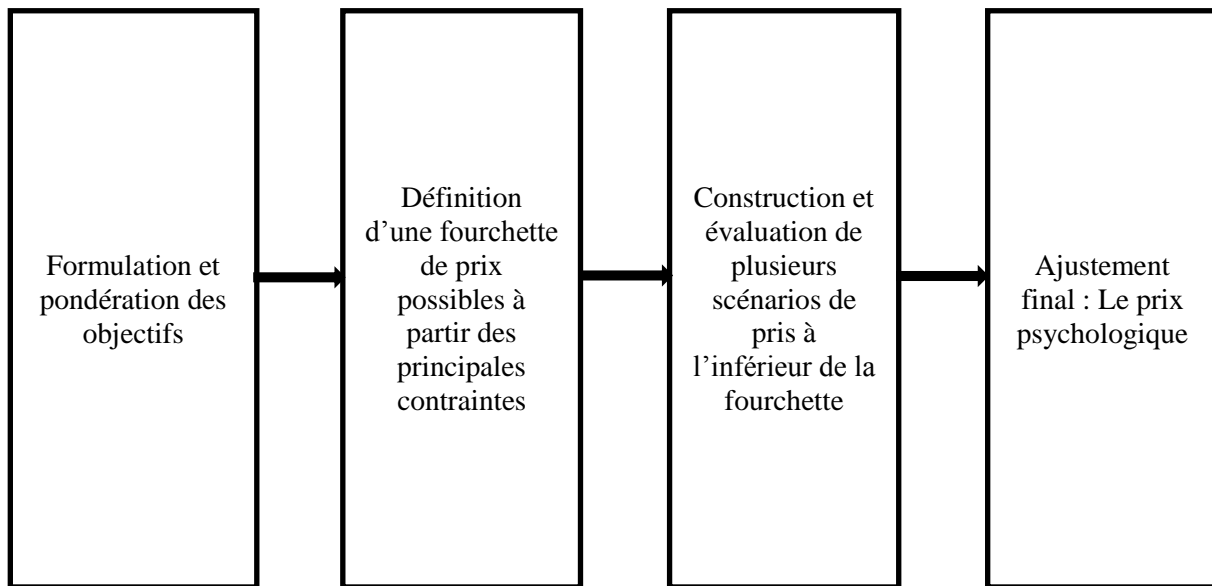 Formulation et
pondération des
objectifs
Définition
d’une fourchette
de prix
possibles à
partir des
principales
contraintes
Construction et
évaluation de
plusieurs
scénarios de
pris à
l’inférieur de la
fourchette
Ajustement
final : Le prix
psychologique